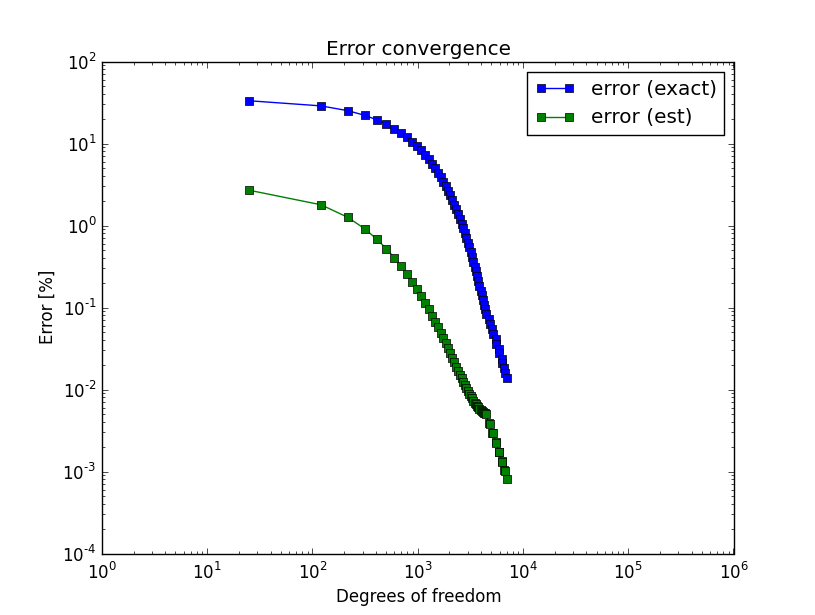 Error convergence
error (exact)
error (est)
10^2
10^1
10^0
10^-1
10^-2
10^-3
10^-4
Error [%]
10^0 10^1 10^2 10^3 10^4 10^5 10^6
Degrees of freedom